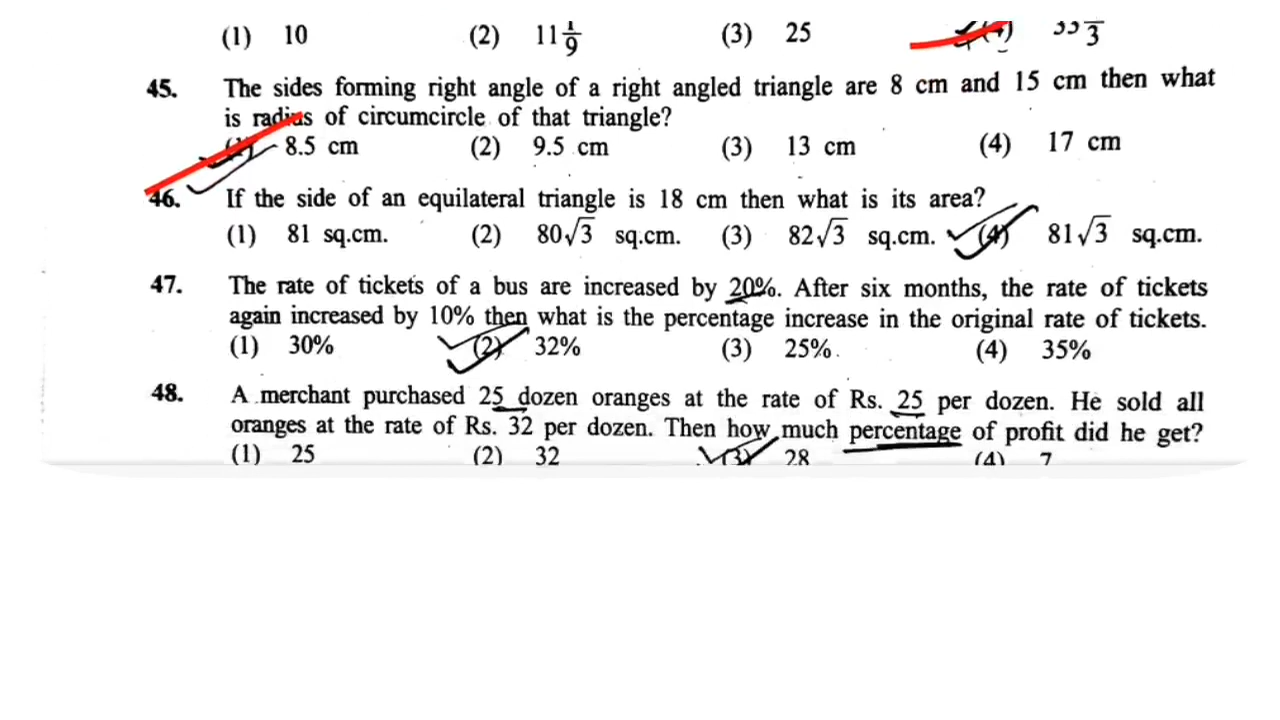 (1) 10 (2) 11 1/9 (3) 25 (4) 33 1/3
45. The sides forming right angle of a right angled triangle are 8 cm and 15 cm then what
is radius of circumcircle of that triangle?
(1) 8.5 cm (2) 9.5 cm (3) 13 cm (4) 17 cm
46. If the side of an equilateral triangle is 18 cm then what is its area?
(1) 81 sq.cm. (2) 80√3 sq.cm. (3) 82√3 sq.cm. (4) 81√3 sq.cm.
47. The rate of tickets of a bus are increased by 20%. After six months, the rate of tickets
again increased by 10% then what is the percentage increase in the original rate of tickets.
(1) 30% (2) 32% (3) 25% (4) 35%
48. A merchant purchased 25 dozen oranges at the rate of Rs. 25 per dozen. He sold all
oranges at the rate of Rs. 32 per dozen. Then how much percentage of profit did he get?
(1) 25 (2) 32 (3) 28 (4) 7